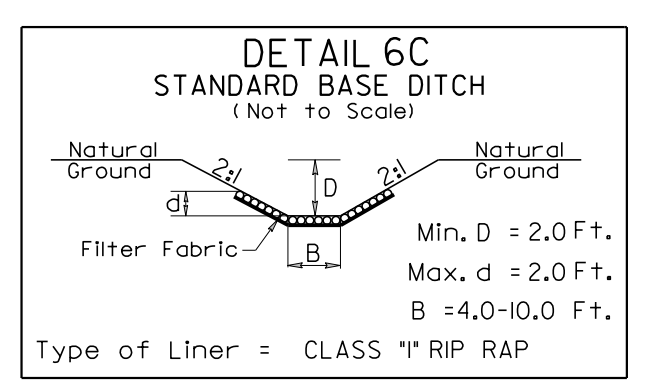 DETAIL 6C
STANDARD BASE DITCH
(Not to Scale)
Natural
Ground
2:1
D
2:1
Natural
Ground
d
Filter Fabric
B
Min. D = 2.0 Ft.
Max. d = 2.0 Ft.
B =4.0-10.0 Ft.
Type of Liner = CLASS "I" RIP RAP